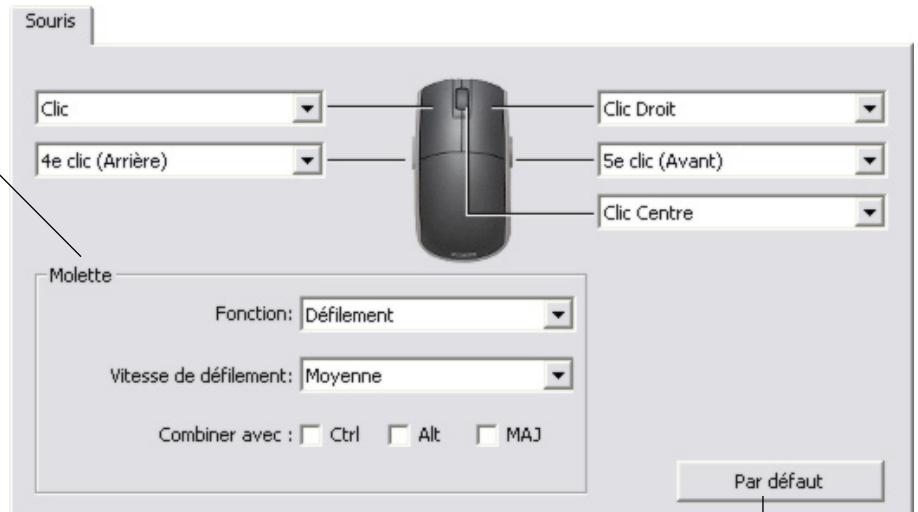 Souris
Clic
Clic Droit
4e clic (Arrière)
5e clic (Avant)
Clic Centre
Molette
Fonction: Défilement
Vitesse de défilement: Moyenne
Combiner avec : Ctrl Alt MAJ
Par défaut